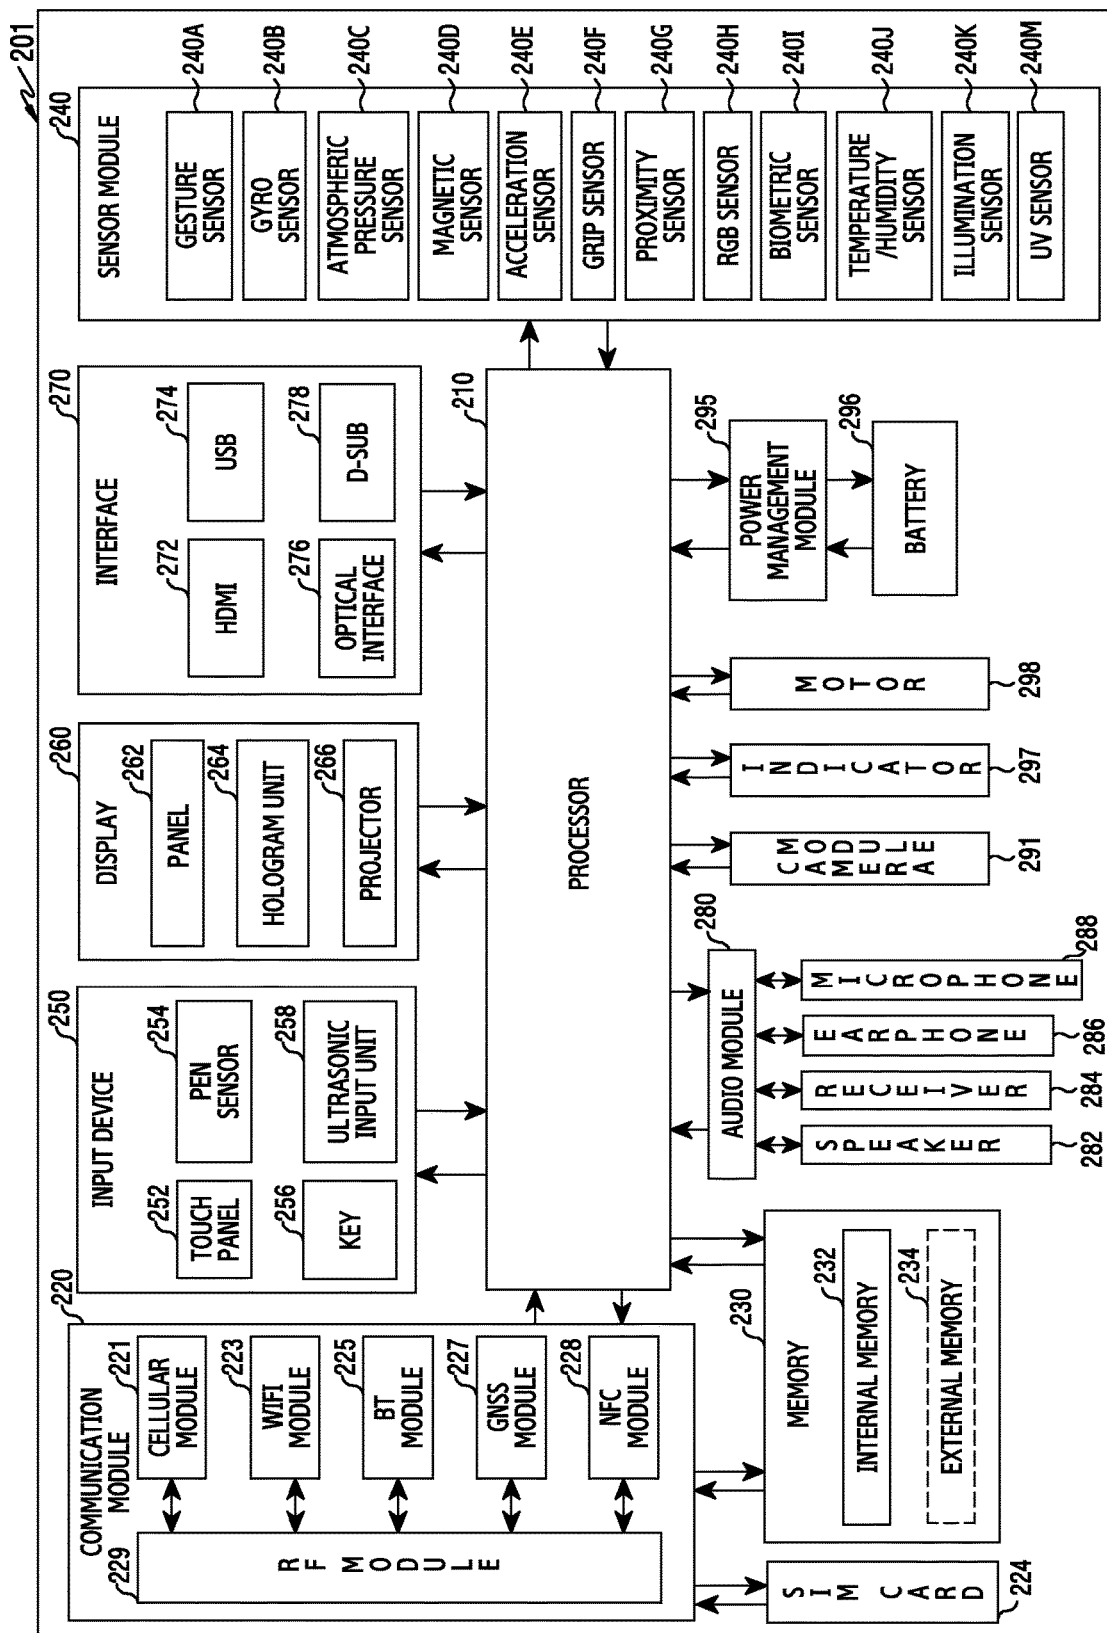 201
COMMUNICATION
MODULE
220
229
RF MODULE
221
CELLULAR
MODULE
223
WIFI
MODULE
225
BT
MODULE
227
GNSS
MODULE
228
NFC
MODULE
INPUT DEVICE
250
252
TOUCH
PANEL
254
PEN
SENSOR
256
KEY
258
ULTRASONIC
INPUT UNIT
DISPLAY
260
262
PANEL
264
HOLOGRAM UNIT
266
PROJECTOR
INTERFACE
270
272
HDMI
274
USB
276
OPTICAL
INTERFACE
278
D-SUB
SENSOR MODULE
240
GESTURE
SENSOR
240A
GYRO
SENSOR
240B
ATMOSPHERIC
PRESSURE
SENSOR
240C
MAGNETIC
SENSOR
240D
ACCELERATION
SENSOR
240E
GRIP SENSOR
240F
PROXIMITY
SENSOR
240G
RGB SENSOR
240H
BIOMETRIC
SENSOR
240I
TEMPERATURE
/HUMIDITY
SENSOR
240J
ILLUMINATION
SENSOR
240K
UV SENSOR
240M
PROCESSOR
210
SIM CARD
224
MEMORY
230
232
INTERNAL MEMORY
234
EXTERNAL MEMORY
AUDIO MODULE
280
SPEAKER
282
RECEIVER
284
EARPHONE
286
MICROPHONE
288
CAMERA
MODULE
291
INDICATOR
297
MOTOR
298
POWER
MANAGEMENT
MODULE
295
BATTERY
296